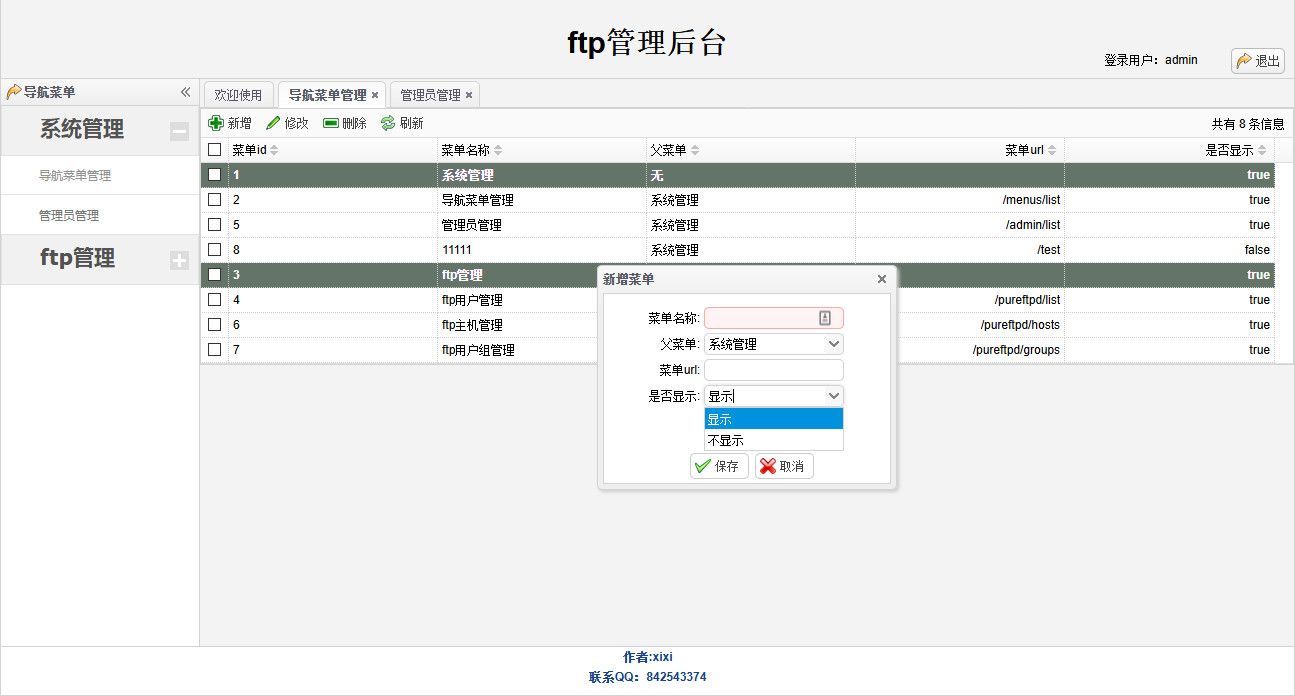 ftp管理后台
登录用户：admin
退出
导航菜单
系统管理
导航菜单管理
管理员管理
ftp管理
欢迎使用 导航菜单管理 管理员管理
新增 修改 删除 刷新 共有 8 条信息
菜单id 菜单名称 父菜单 菜单url 是否显示
1 系统管理 无 true
2 导航菜单管理 系统管理 /menus/list true
5 管理员管理 系统管理 /admin/list true
8 11111 系统管理 /test false
3 ftp管理 true
4 ftp用户管理 /pureftpd/list true
6 ftp主机管理 /pureftpd/hosts true
7 ftp用户组管理 /pureftpd/groups true
新增菜单
菜单名称:
父菜单: 系统管理
菜单url:
是否显示: 显示
显示
不显示
保存 取消
作者:xixi
联系QQ：842543374